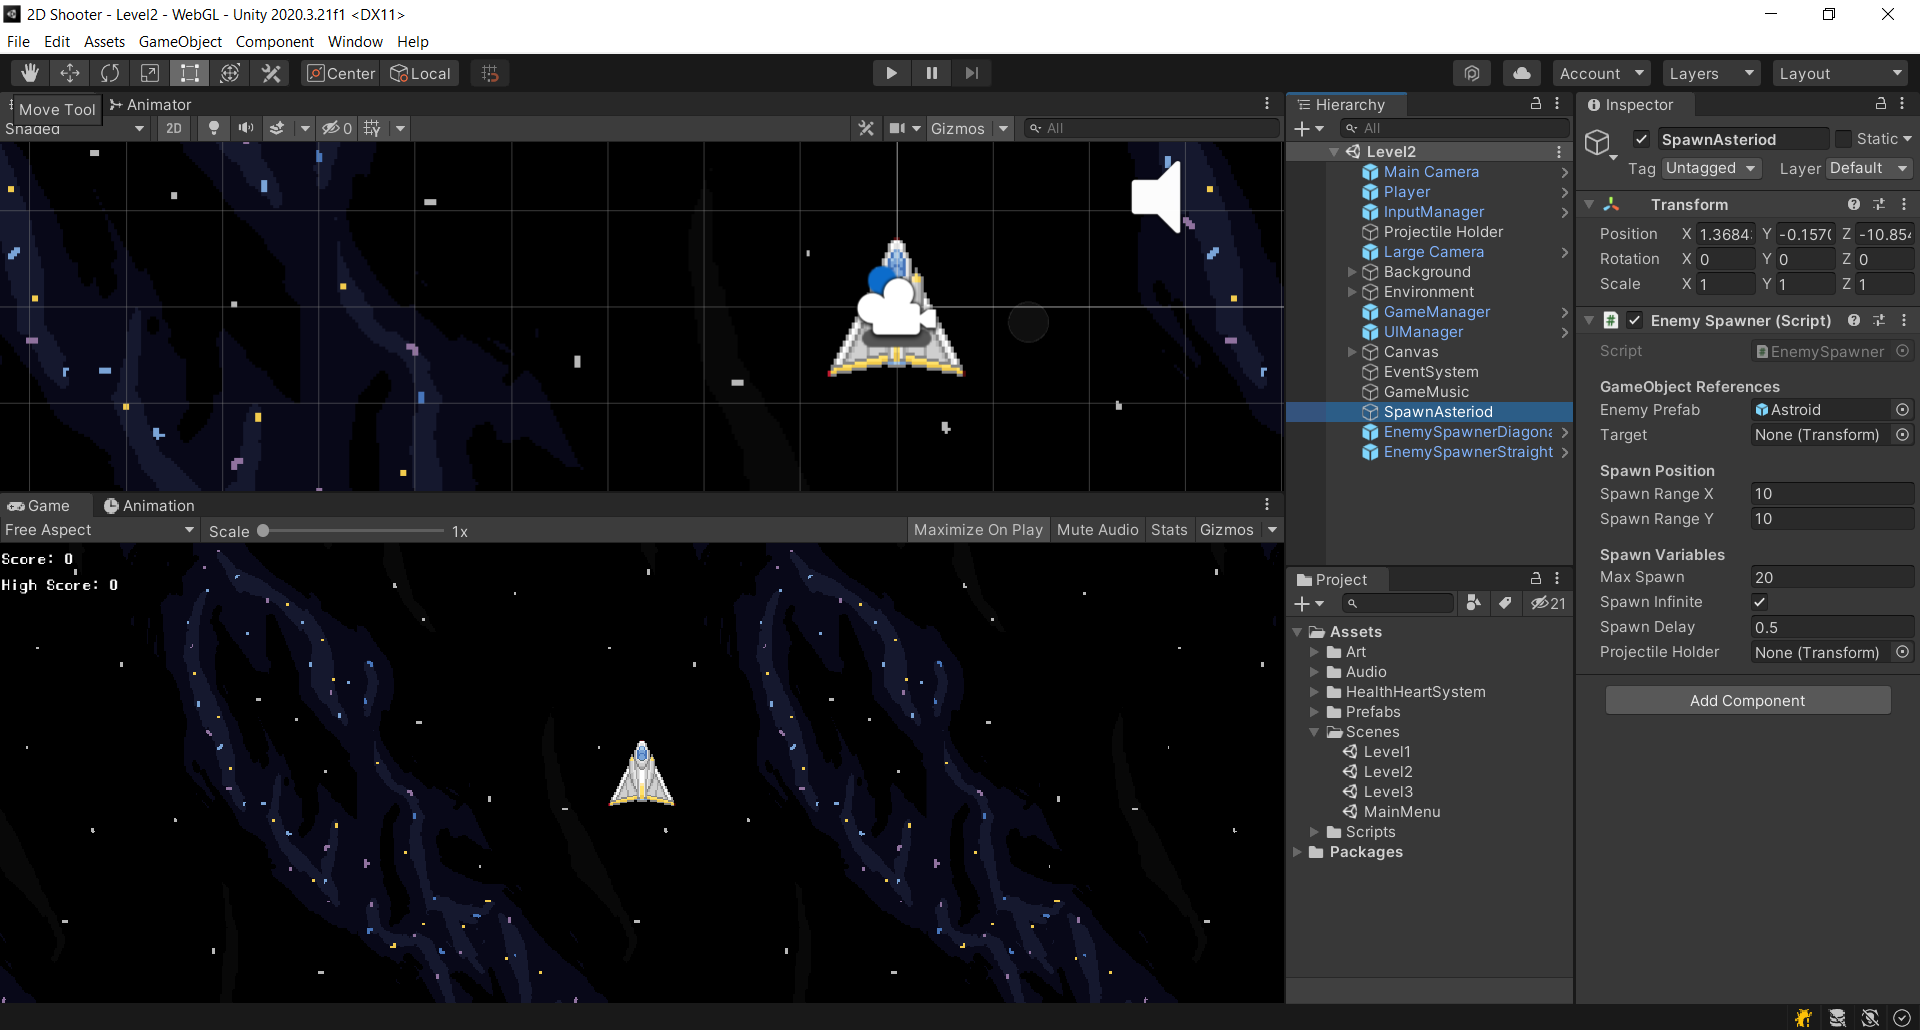 2D Shooter - Level2 - WebGL - Unity 2020.3.21f1 <DX11>
File Edit Assets GameObject Component Window Help
Center Local
Account Layers Layout
Move Tool
Animator
Shaded 2D 0 Gizmos All
Hierarchy
All
Level2
Main Camera
Player
InputManager
Projectile Holder
Large Camera
Background
Environment
GameManager
UIManager
Canvas
EventSystem
GameMusic
SpawnAsteriod
EnemySpawnerDiagona
EnemySpawnerStraight
Game Animation
Free Aspect Scale 1x Maximize On Play Mute Audio Stats Gizmos
Score: 0
High Score: 0
Project
21
Assets
Art
Audio
HealthHeartSystem
Prefabs
Scenes
Level1
Level2
Level3
MainMenu
Scripts
Packages
Inspector
SpawnAsteriod Static
Tag Untagged Layer Default
Transform
Position X 1.3684 Y -0.157 Z -10.854
Rotation X 0 Y 0 Z 0
Scale X 1 Y 1 Z 1
Enemy Spawner (Script)
Script EnemySpawner
GameObject References
Enemy Prefab Astroid
Target None (Transform)
Spawn Position
Spawn Range X 10
Spawn Range Y 10
Spawn Variables
Max Spawn 20
Spawn Infinite
Spawn Delay 0.5
Projectile Holder None (Transform)
Add Component